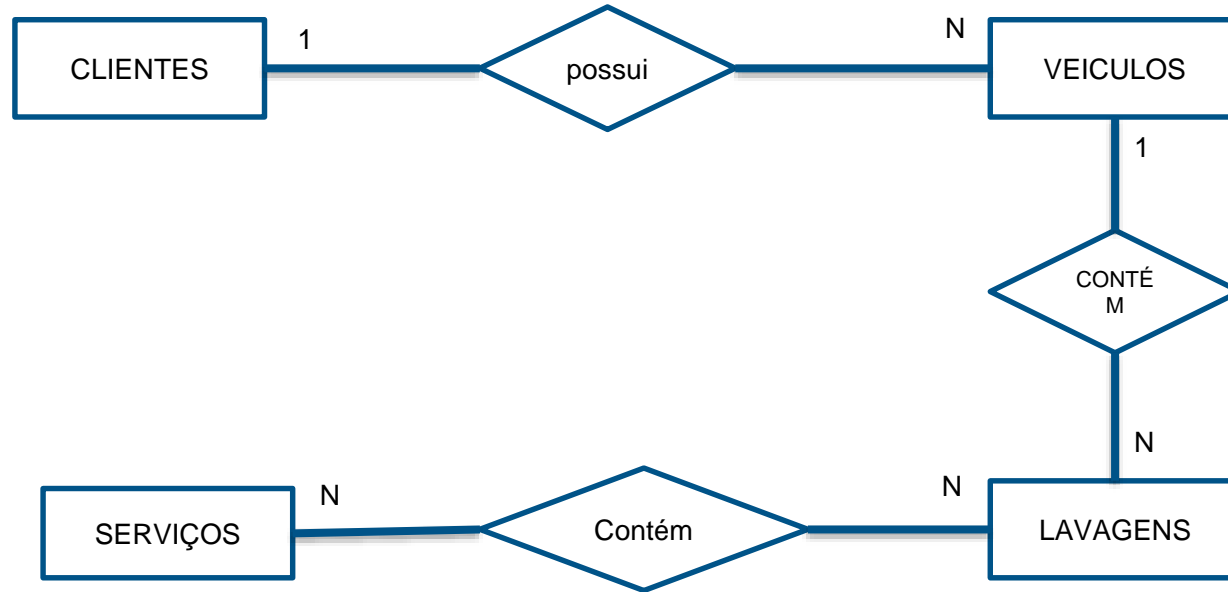 CLIENTES
1
possui
N
VEICULOS
1
CONTÉ
M
N
SERVIÇOS
N
Contém
N
LAVAGENS